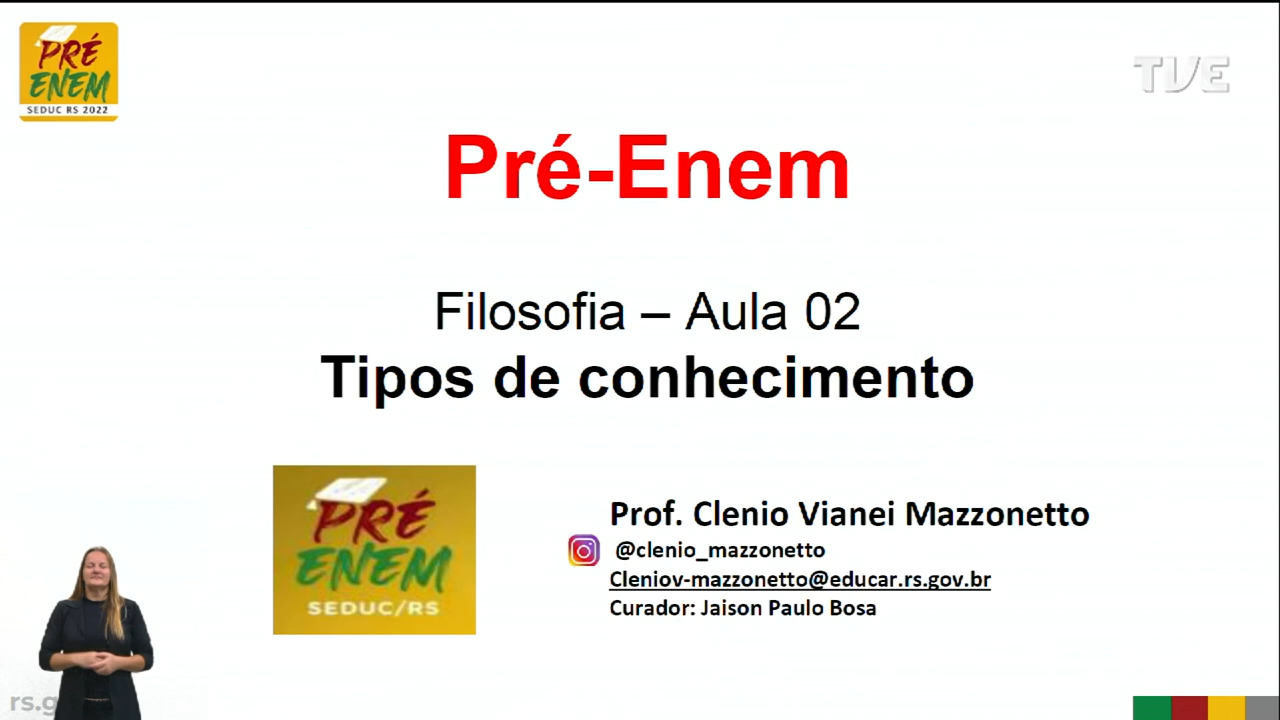 PRÉ
ENEM
SEDUC RS 2022
TVE
Pré-Enem
Filosofia – Aula 02
Tipos de conhecimento
PRÉ
ENEM
SEDUC/RS
Prof. Clenio Vianei Mazzonetto
@clenio_mazzonetto
Cleniov-mazzonetto@educar.rs.gov.br
Curador: Jaison Paulo Bosa
rs.g